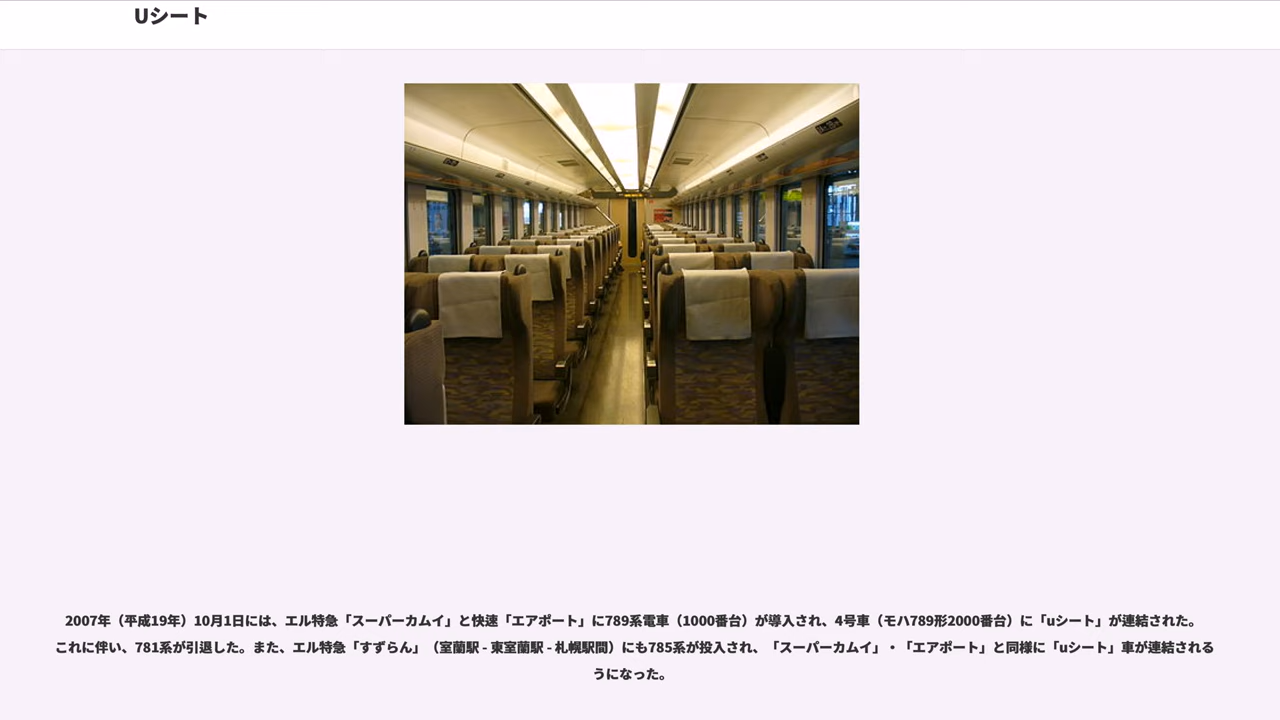 Uシート
2007年（平成19年）10月1日には、エル特急「スーパーカムイ」と快速「エアポート」に789系電車（1000番台）が導入され、4号車（モハ789形2000番台）に「uシート」が連結された。
これに伴い、781系が引退した。また、エル特急「すずらん」（室蘭駅 - 東室蘭駅 - 札幌駅間）にも785系が投入され、「スーパーカムイ」・「エアポート」と同様に「uシート」車が連結される
うになった。